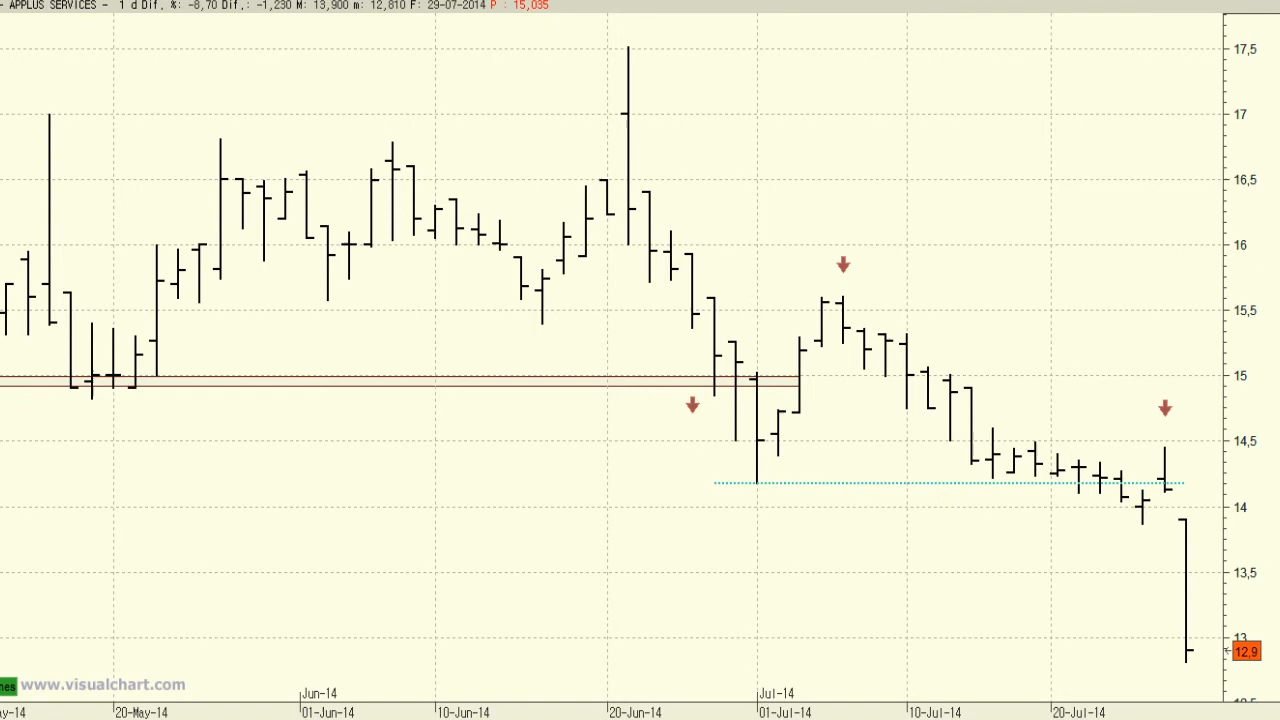 - APPLUS SERVICES - 1 d Dif. %: -8,70 Dif.: -1,230 M: 13,900 m: 12,810 F: 29-07-2014 P : 15,035
17,5
17
16,5
16
15,5
15
14,5
14
13,5
13
12,9
www.visualchart.com
Jun-14
Jul-14
20-May-14
01-Jun-14
10-Jun-14
20-Jun-14
01-Jul-14
10-Jul-14
20-Jul-14